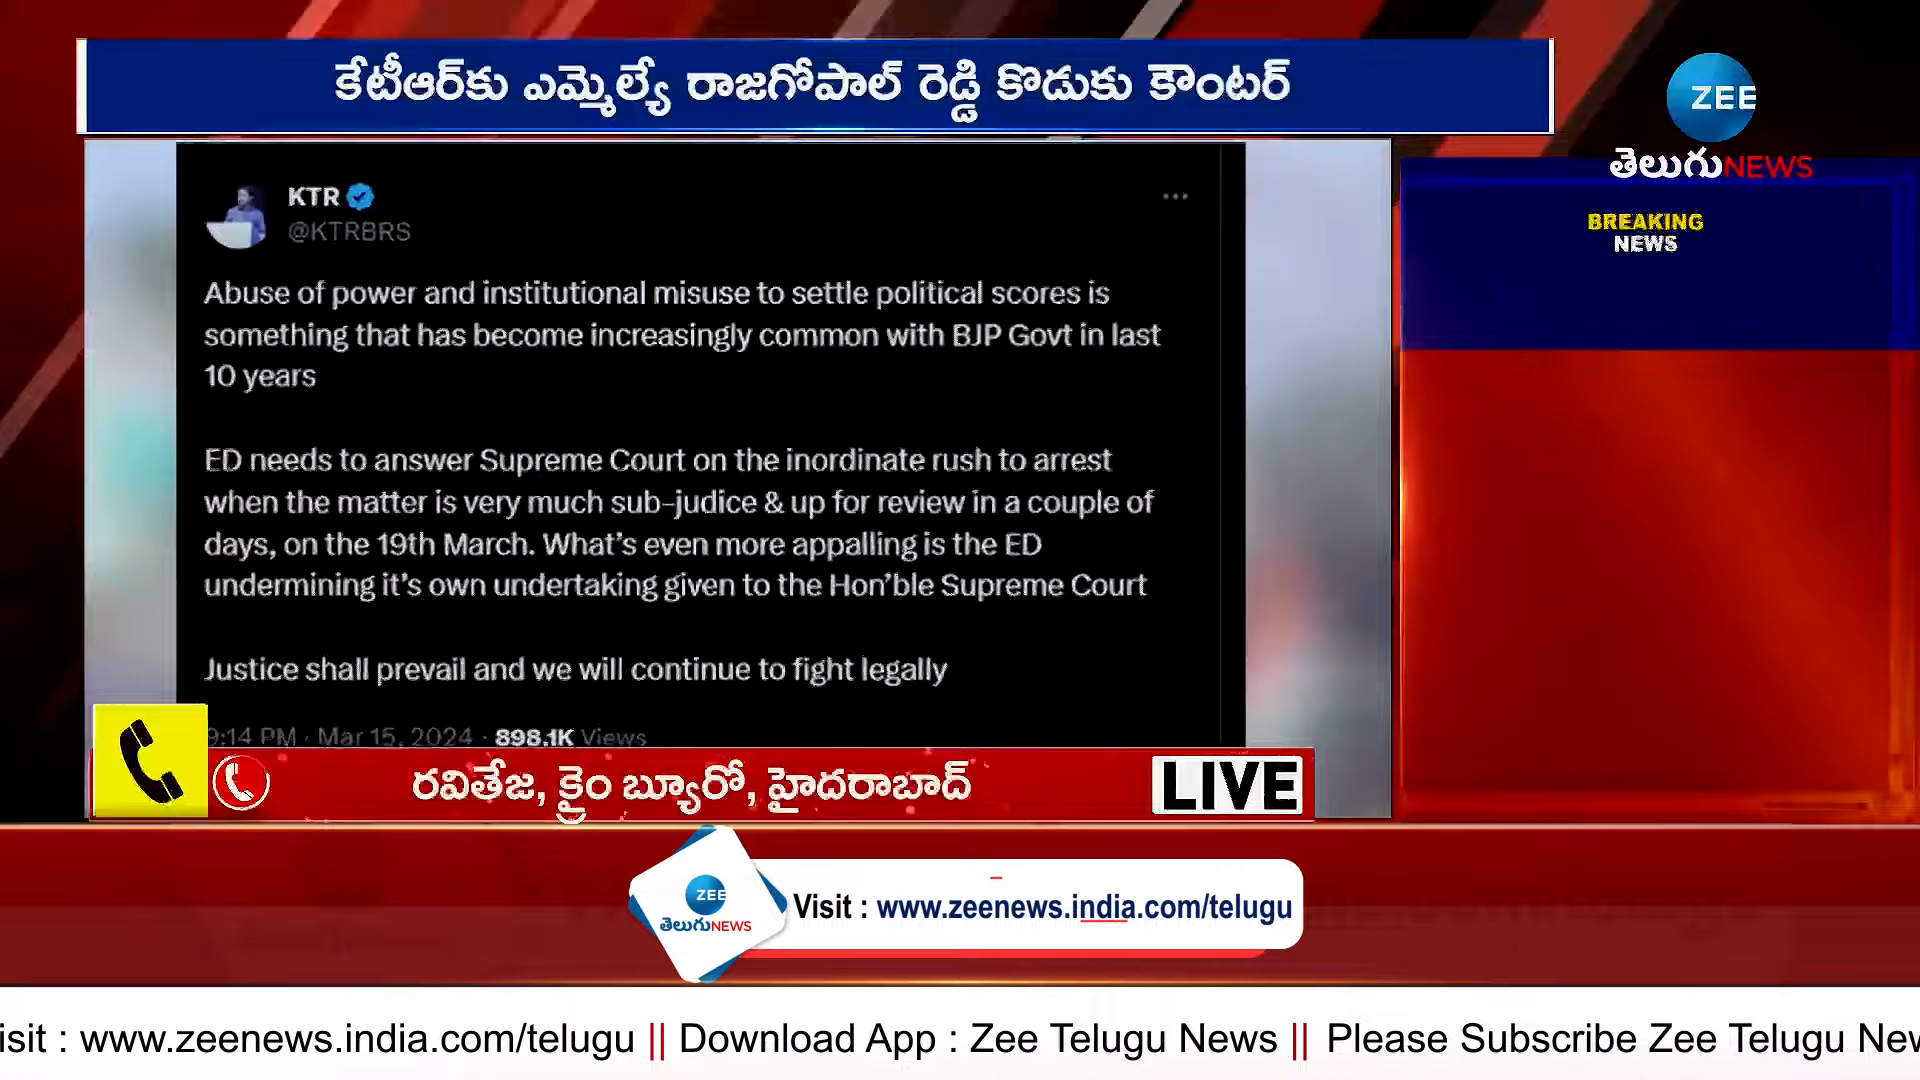 కేటీఆర్‌కు ఎమ్మెల్యే రాజగోపాల్ రెడ్డి కొడుకు కౌంటర్
ZEE
తెలుగు NEWS
BREAKING
NEWS
KTR
@KTRBRS
Abuse of power and institutional misuse to settle political scores is
something that has become increasingly common with BJP Govt in last
10 years
ED needs to answer Supreme Court on the inordinate rush to arrest
when the matter is very much sub-judice & up for review in a couple of
days, on the 19th March. What's even more appalling is the ED
undermining it's own undertaking given to the Hon'ble Supreme Court
Justice shall prevail and we will continue to fight legally
9:14 PM · Mar 15, 2024 · 898.1K Views
రవితేజ, క్రైం బ్యూరో, హైదరాబాద్
LIVE
ZEE
తెలుగు NEWS
Visit : www.zeenews.india.com/telugu
isit : www.zeenews.india.com/telugu || Download App : Zee Telugu News || Please Subscribe Zee Telugu New